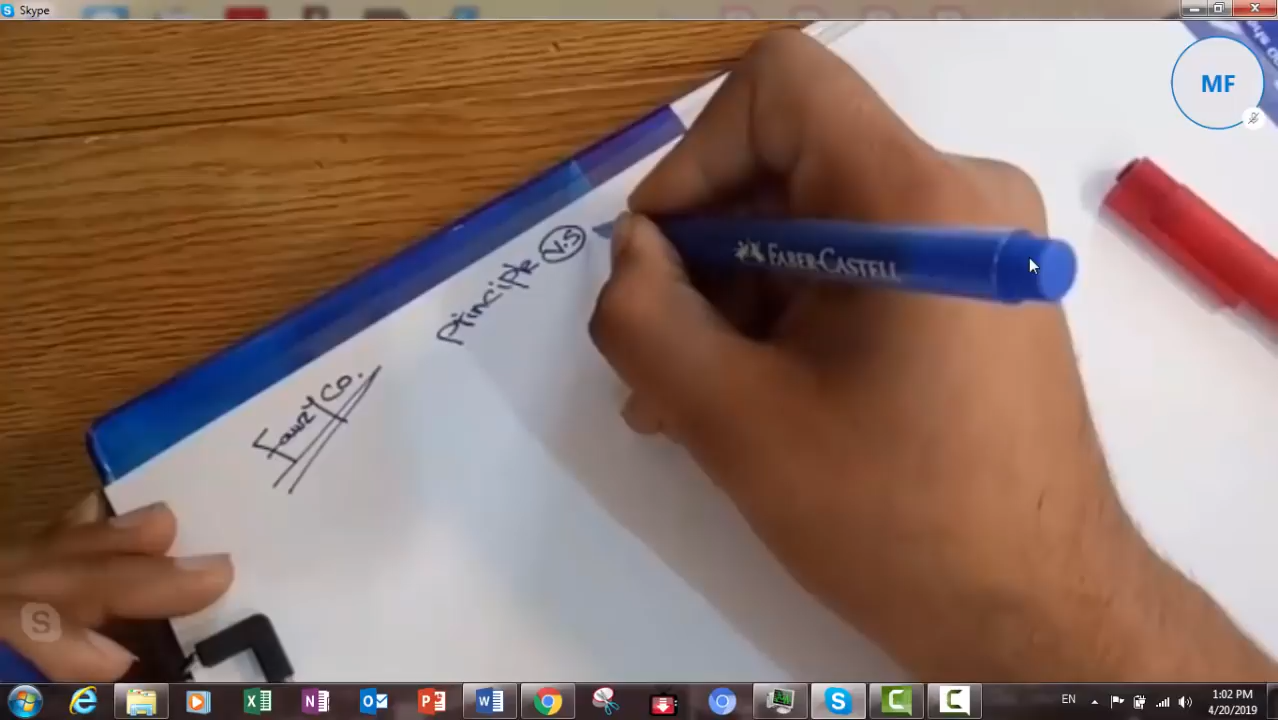 Skype
MF
Principle V.S
Fawzy Co.
FABER-CASTELL
EN
1:02 PM
4/20/2019